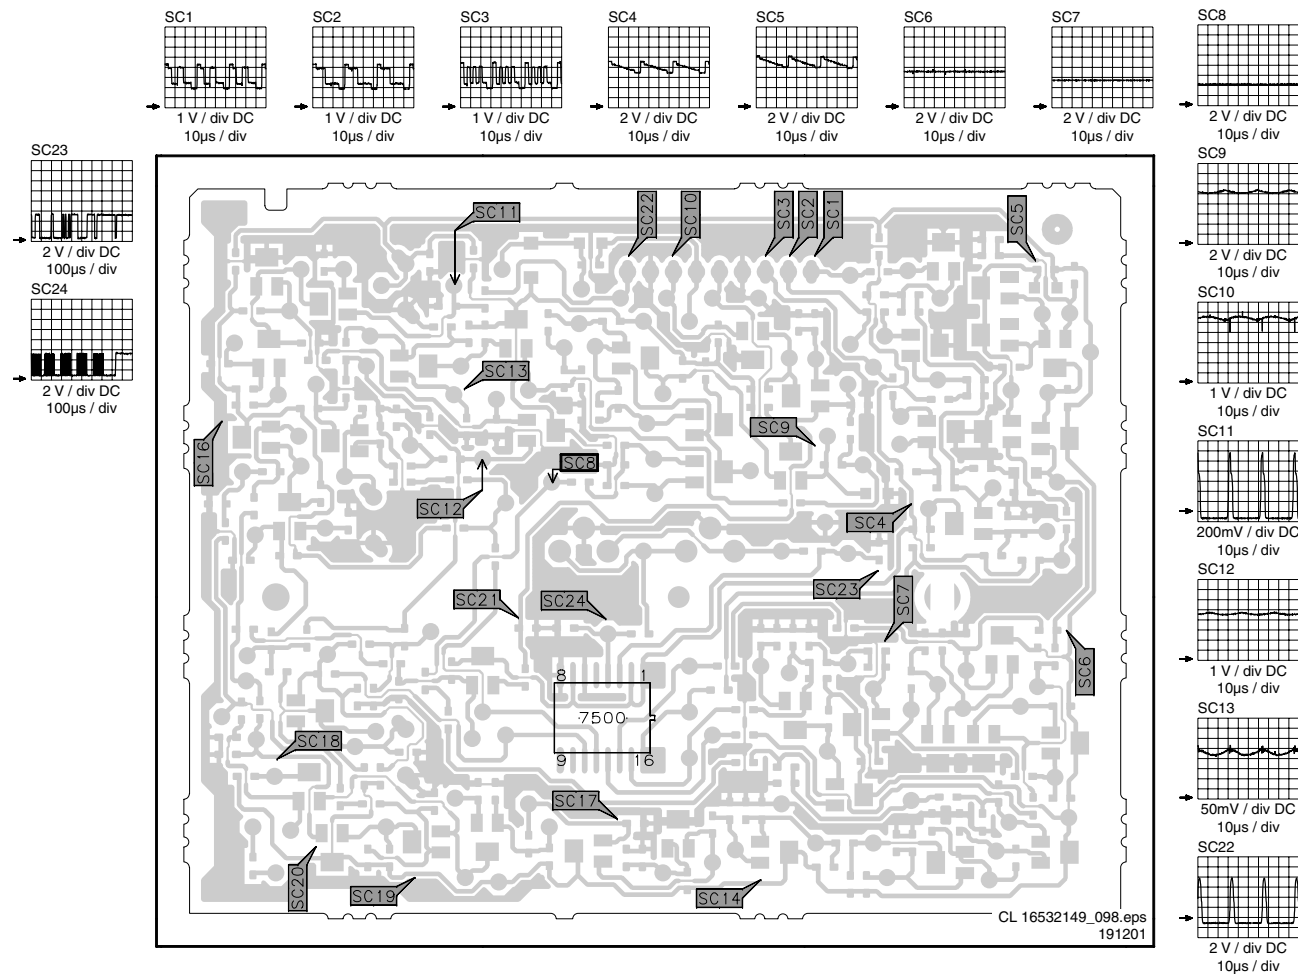 SC1
1 V / div DC
10µs / div
SC2
1 V / div DC
10µs / div
SC3
1 V / div DC
10µs / div
SC4
2 V / div DC
10µs / div
SC5
2 V / div DC
10µs / div
SC6
2 V / div DC
10µs / div
SC7
2 V / div DC
10µs / div
SC8
2 V / div DC
10µs / div
SC23
2 V / div DC
100µs / div
SC24
2 V / div DC
100µs / div
SC9
2 V / div DC
10µs / div
SC10
1 V / div DC
10µs / div
SC11
200mV / div DC
10µs / div
SC12
1 V / div DC
10µs / div
SC13
50mV / div DC
10µs / div
SC22
2 V / div DC
10µs / div
SC11
SC22
SC10
SC3
SC2
SC1
SC5
SC13
SC9
SC16
SC8
SC12
SC4
SC23
SC7
SC21
SC24
SC6
8
1
7500
9
16
SC18
SC17
SC20
SC19
SC14
CL 16532149_098.eps
191201